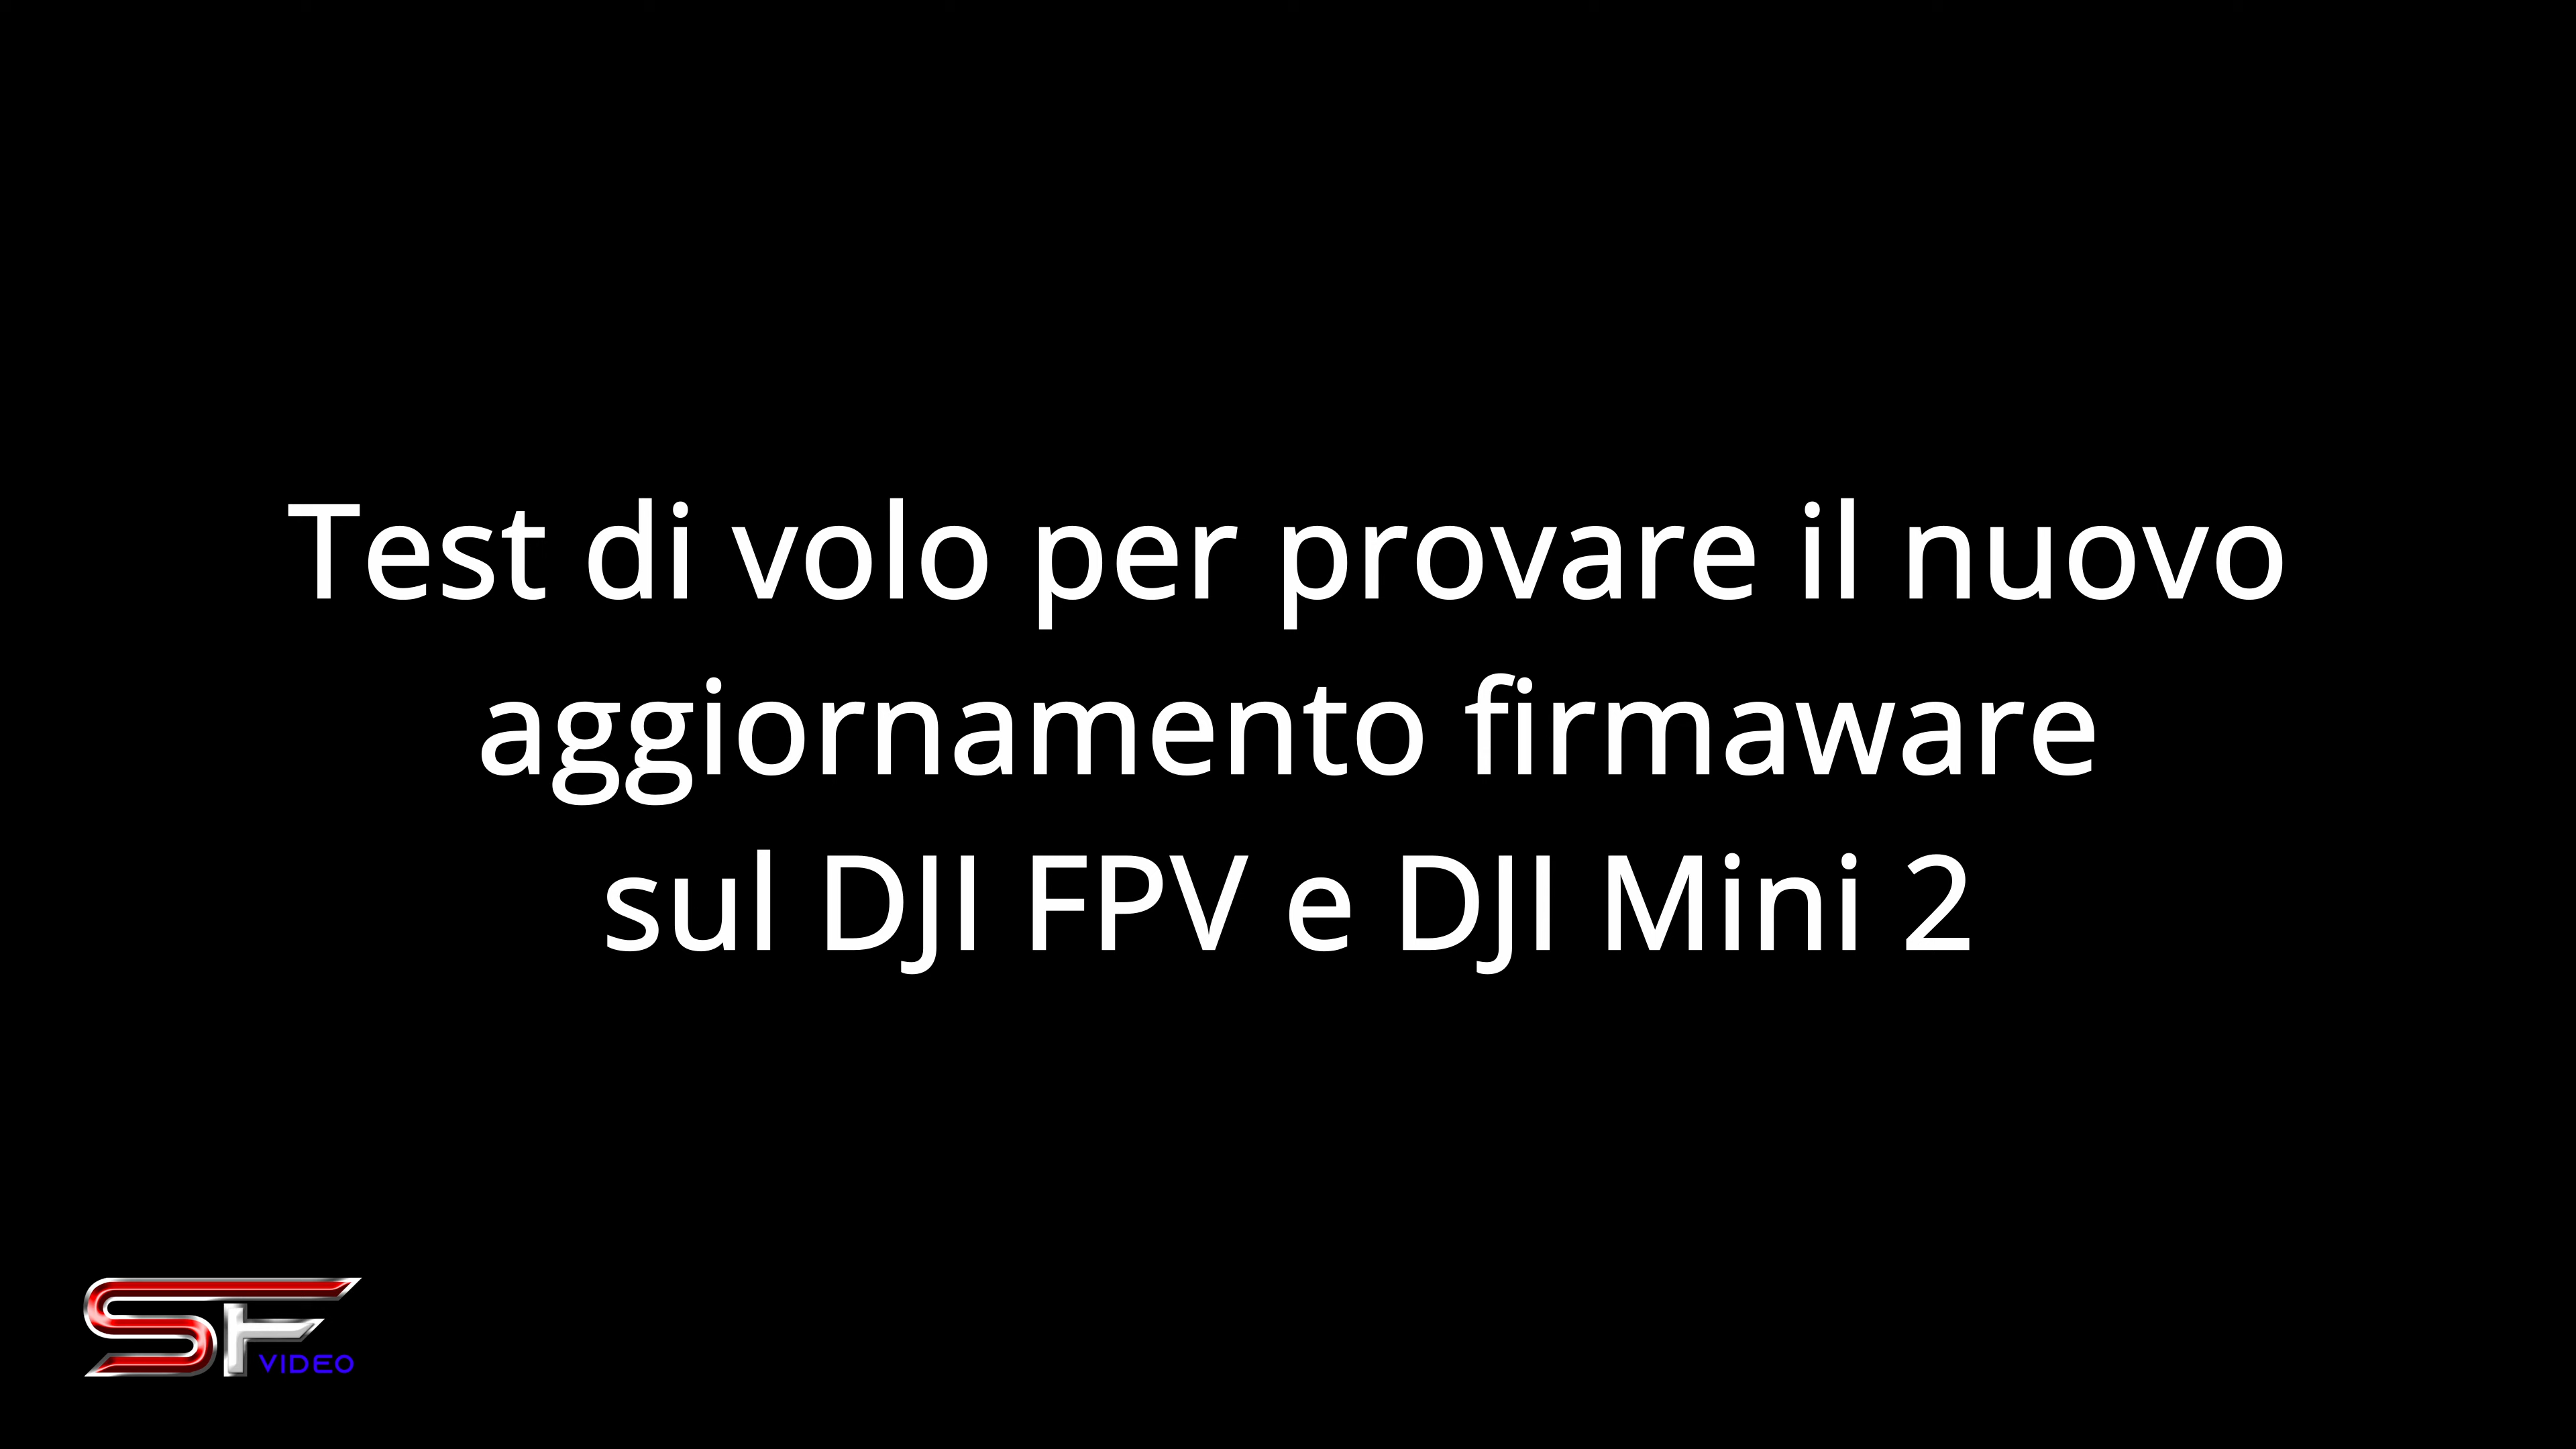 Test di volo per provare il nuovo
aggiornamento firmaware
sul DJI FPV e DJI Mini 2
SF
VIDEO